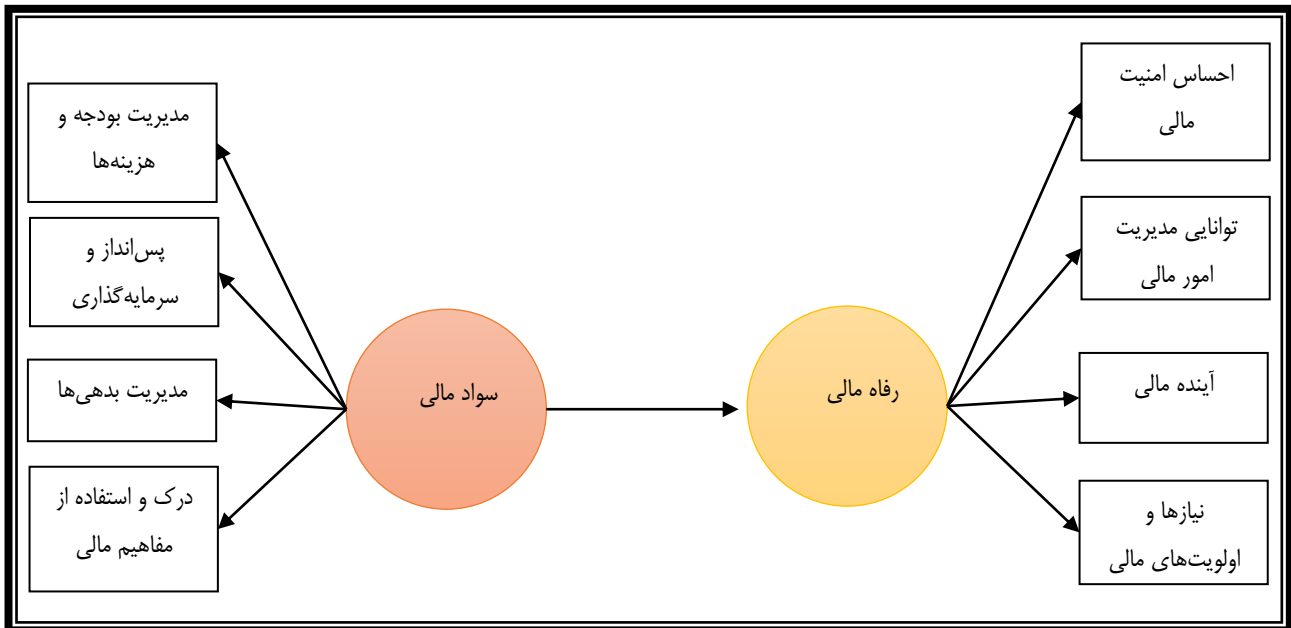 احساس امنیت
مالی
توانایی مدیریت
امور مالی
آینده مالی
نیازها و
اولویت‌های مالی
رفاه مالی
سواد مالی
مدیریت بودجه و
هزینه‌ها
پس‌انداز و
سرمایه‌گذاری
مدیریت بدهی‌ها
درک و استفاده از
مفاهیم مالی